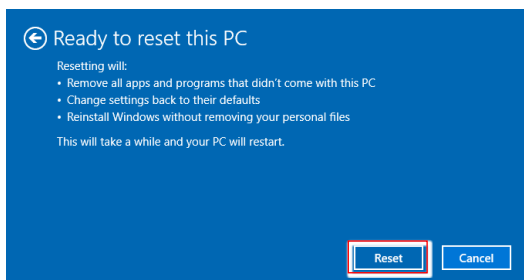 Ready to reset this PC
Resetting will:
• Remove all apps and programs that didn't come with this PC
• Change settings back to their defaults
• Reinstall Windows without removing your personal files
This will take a while and your PC will restart.
Reset Cancel